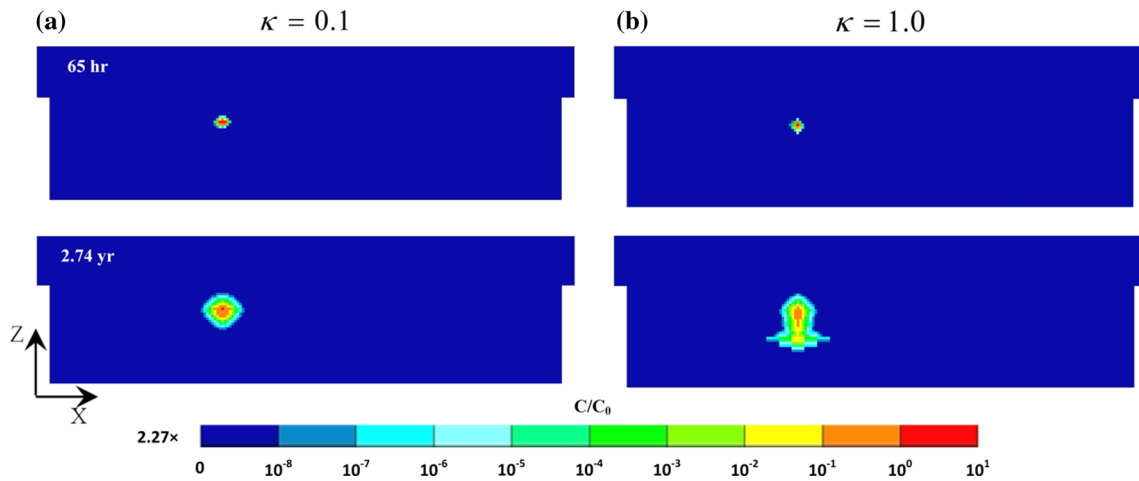 (a) κ = 0.1 (b) κ = 1.0
65 hr
2.74 yr
Z
X
C/C₀
2.27×
0 10⁻⁸ 10⁻⁷ 10⁻⁶ 10⁻⁵ 10⁻⁴ 10⁻³ 10⁻² 10⁻¹ 10⁰ 10¹